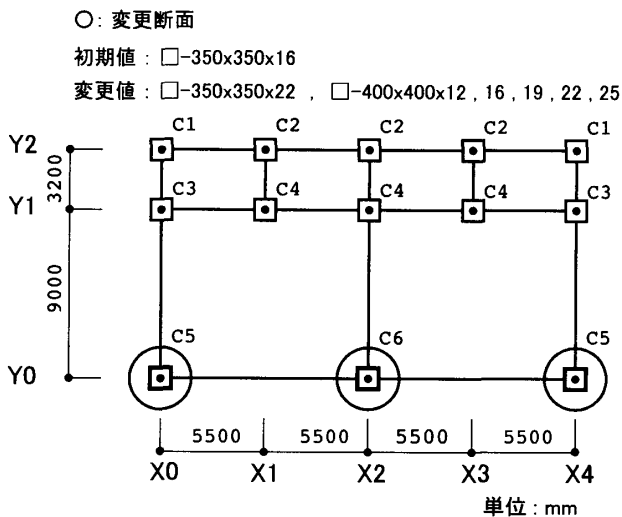 ○: 変更断面
初期値 : □-350x350x16
変更値 : □-350x350x22 , □-400x400x12 , 16 , 19 , 22 , 25
C1 C2 C2 C2 C1
Y2
3200
C3 C4 C4 C4 C3
Y1
9000
C5 C6 C5
Y0
5500 5500 5500 5500
X0 X1 X2 X3 X4
単位 : mm